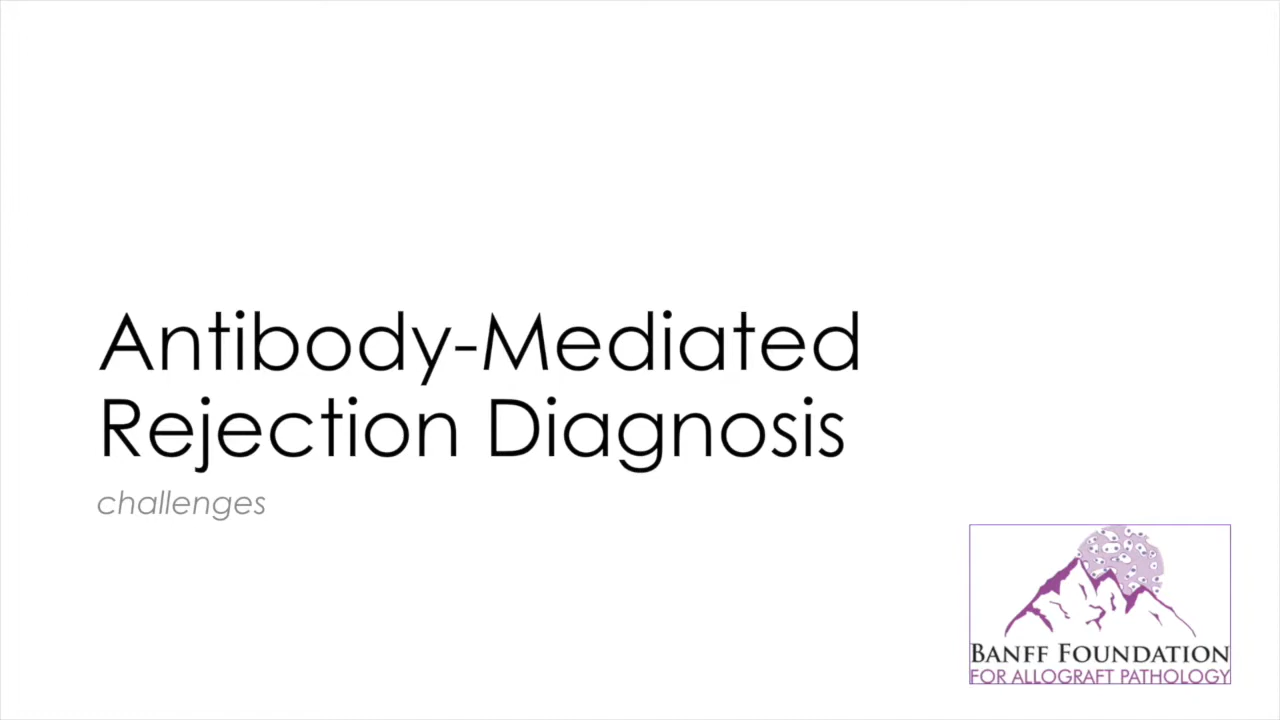 Antibody-Mediated
Rejection Diagnosis
challenges
BANFF FOUNDATION
FOR ALLOGRAFT PATHOLOGY